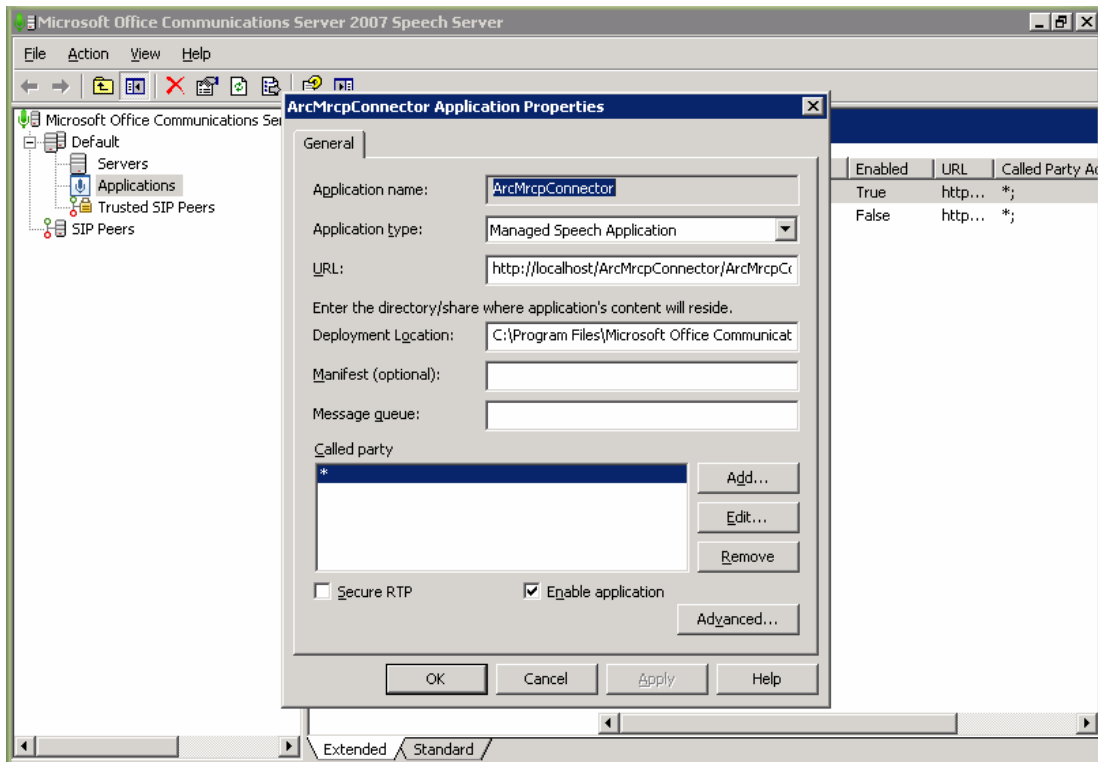 Microsoft Office Communications Server 2007 Speech Server
File Action View Help
Microsoft Office Communications Ser
Default
Servers
Applications
Trusted SIP Peers
SIP Peers
Enabled URL Called Party Ad
True http... *;
False http... *;
ArcMrcpConnector Application Properties
General
Application name: ArcMrcpConnector
Application type: Managed Speech Application
URL: http://localhost/ArcMrcpConnector/ArcMrcpCo
Enter the directory/share where application's content will reside.
Deployment Location: C:\Program Files\Microsoft Office Communicat
Manifest (optional):
Message queue:
Called party
*
Add...
Edit...
Remove
Secure RTP Enable application
Advanced...
OK Cancel Apply Help
Extended Standard